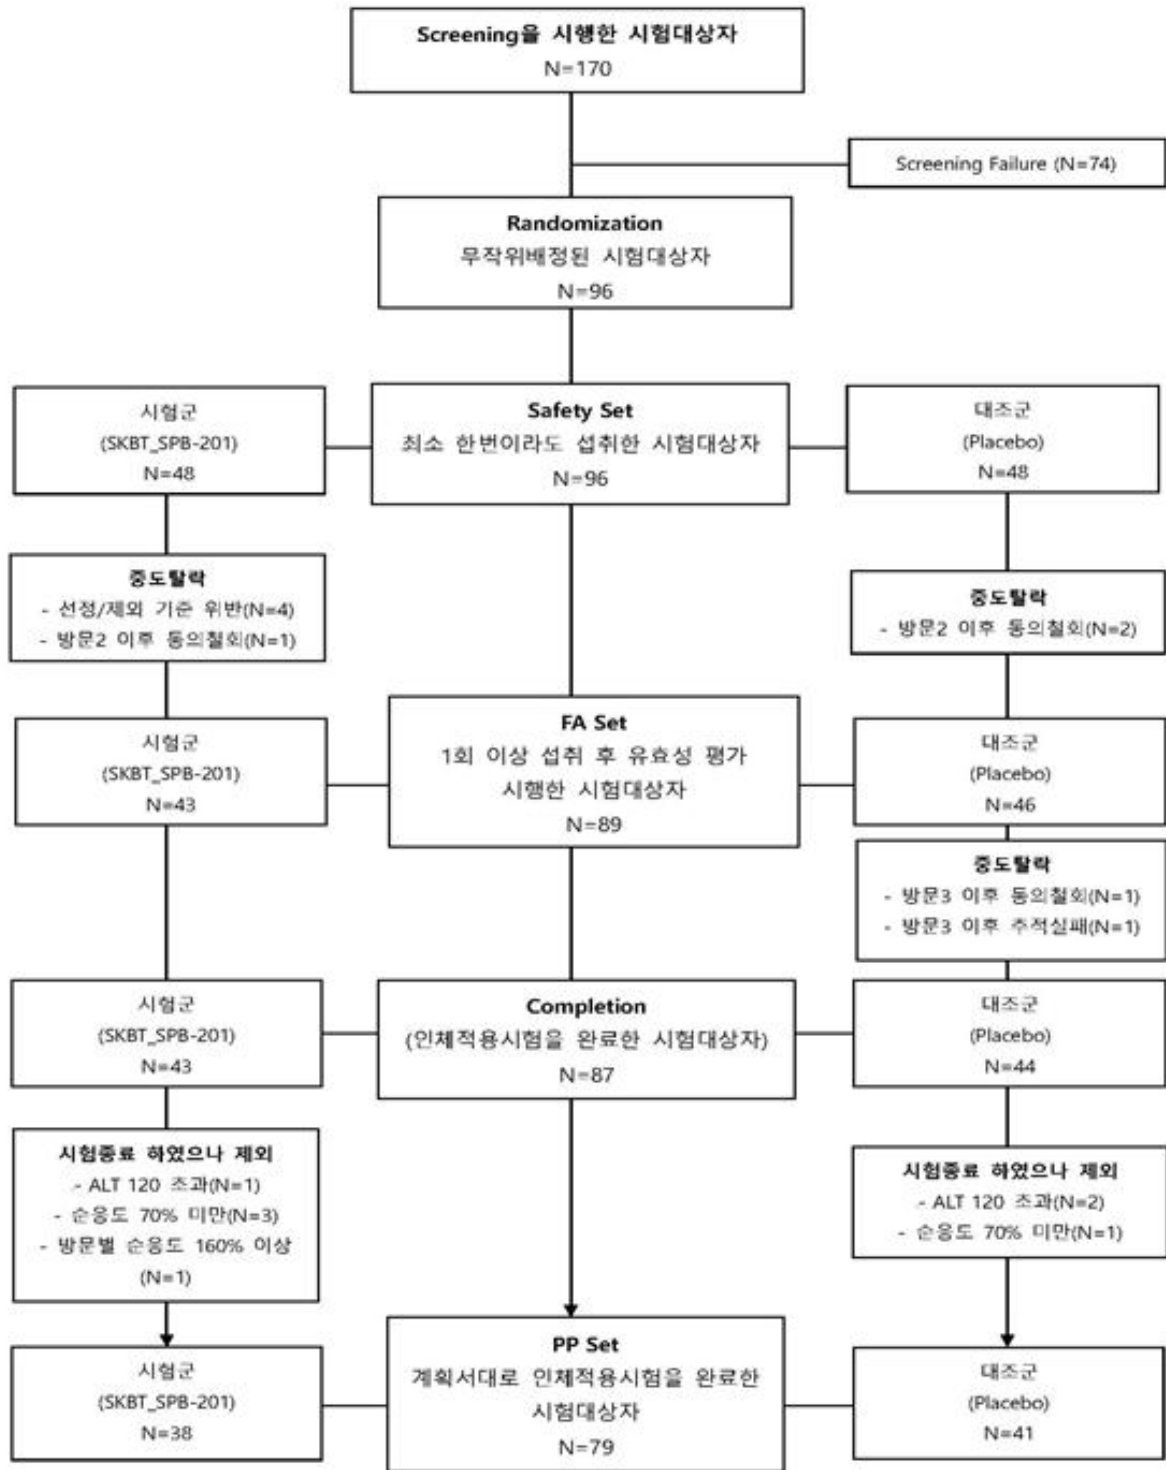 Screening을 시행한 시험대상자
N=170
Screening Failure (N=74)
Randomization
무작위배정된 시험대상자
N=96
시험군
(SKBT_SPB-201)
N=48
Safety Set
최소 한번이라도 섭취한 시험대상자
N=96
대조군
(Placebo)
N=48
중도탈락
- 선정/제외 기준 위반(N=4)
- 방문2 이후 동의철회(N=1)
중도탈락
- 방문2 이후 동의철회(N=2)
시험군
(SKBT_SPB-201)
N=43
FA Set
1회 이상 섭취 후 유효성 평가
시행한 시험대상자
N=89
대조군
(Placebo)
N=46
중도탈락
- 방문3 이후 동의철회(N=1)
- 방문3 이후 추적실패(N=1)
시험군
(SKBT_SPB-201)
N=43
Completion
(인체적용시험을 완료한 시험대상자)
N=87
대조군
(Placebo)
N=44
시험종료 하였으나 제외
- ALT 120 초과(N=1)
- 순응도 70% 미만(N=3)
- 방문별 순응도 160% 이상
(N=1)
시험종료 하였으나 제외
- ALT 120 초과(N=2)
- 순응도 70% 미만(N=1)
시험군
(SKBT_SPB-201)
N=38
PP Set
계획서대로 인체적용시험을 완료한
시험대상자
N=79
대조군
(Placebo)
N=41